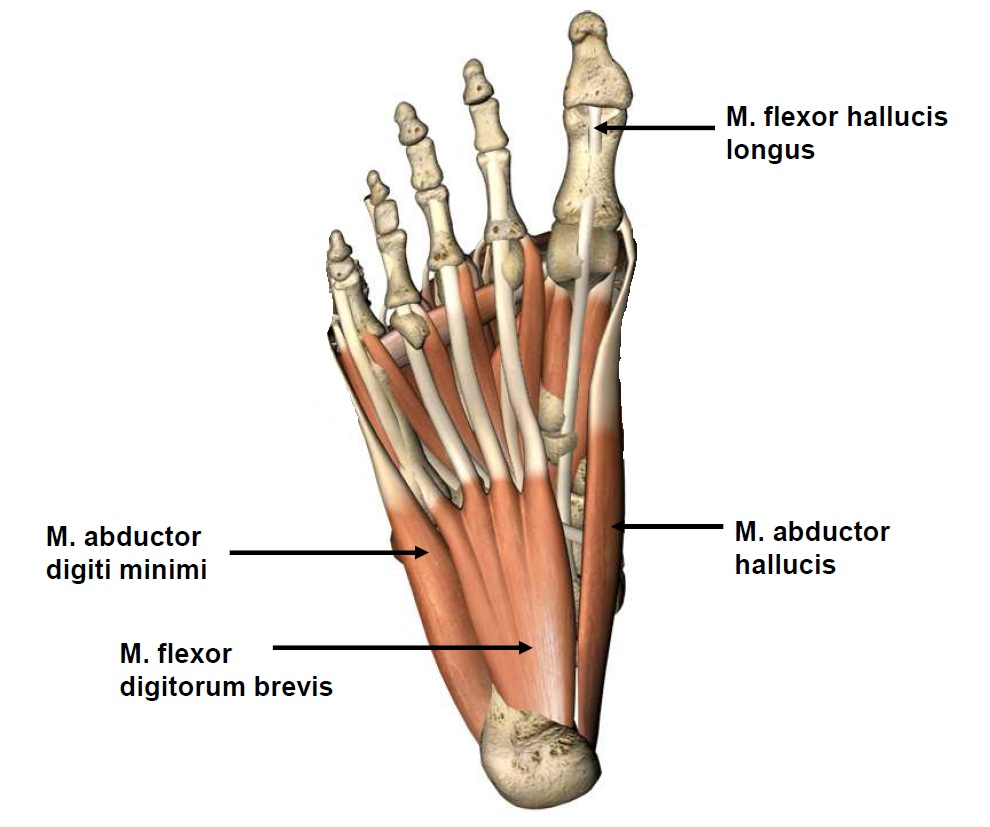 M. flexor hallucis
longus
M. abductor
digiti minimi
M. abductor
hallucis
M. flexor
digitorum brevis